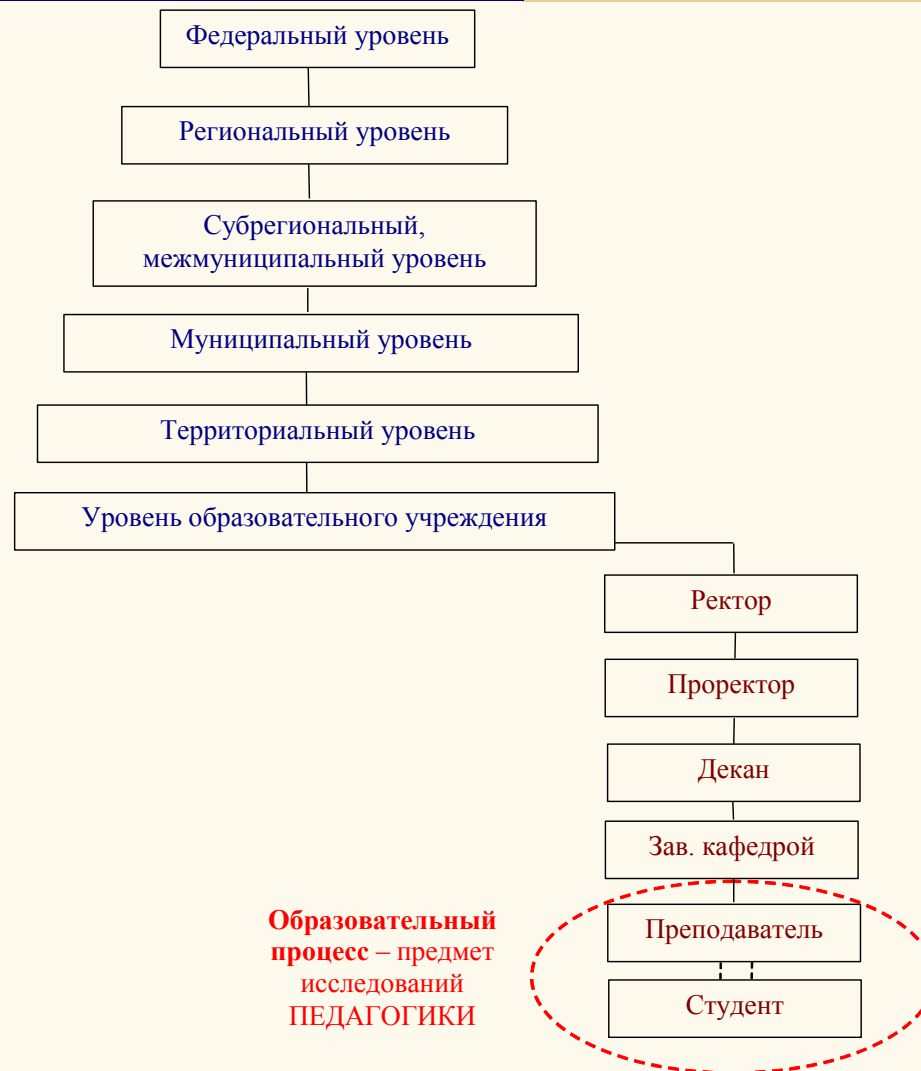 Федеральный уровень
Региональный уровень
Субрегиональный,
межмуниципальный уровень
Муниципальный уровень
Территориальный уровень
Уровень образовательного учреждения
Ректор
Проректор
Декан
Зав. кафедрой
Образовательный
процесс – предмет
исследований
ПЕДАГОГИКИ
Преподаватель
Студент